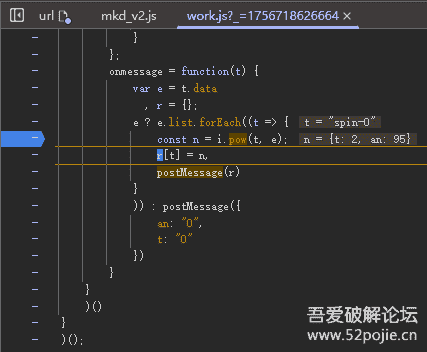 url mkd_v2.js work.js?_=1756718626664 ×
}
};
onmessage = function(t) {
var e = t.data
, r = {};
e ? e.list.forEach((t => { t = "spin-0"
const n = i.pow(t, e); n = {t: 2, an: 95}
r[t] = n,
postMessage(r)
}
)) : postMessage({
an: "0",
t: "0"
})
}
}
)()
}
)();
吾爱破解论坛
www.52pojie.cn